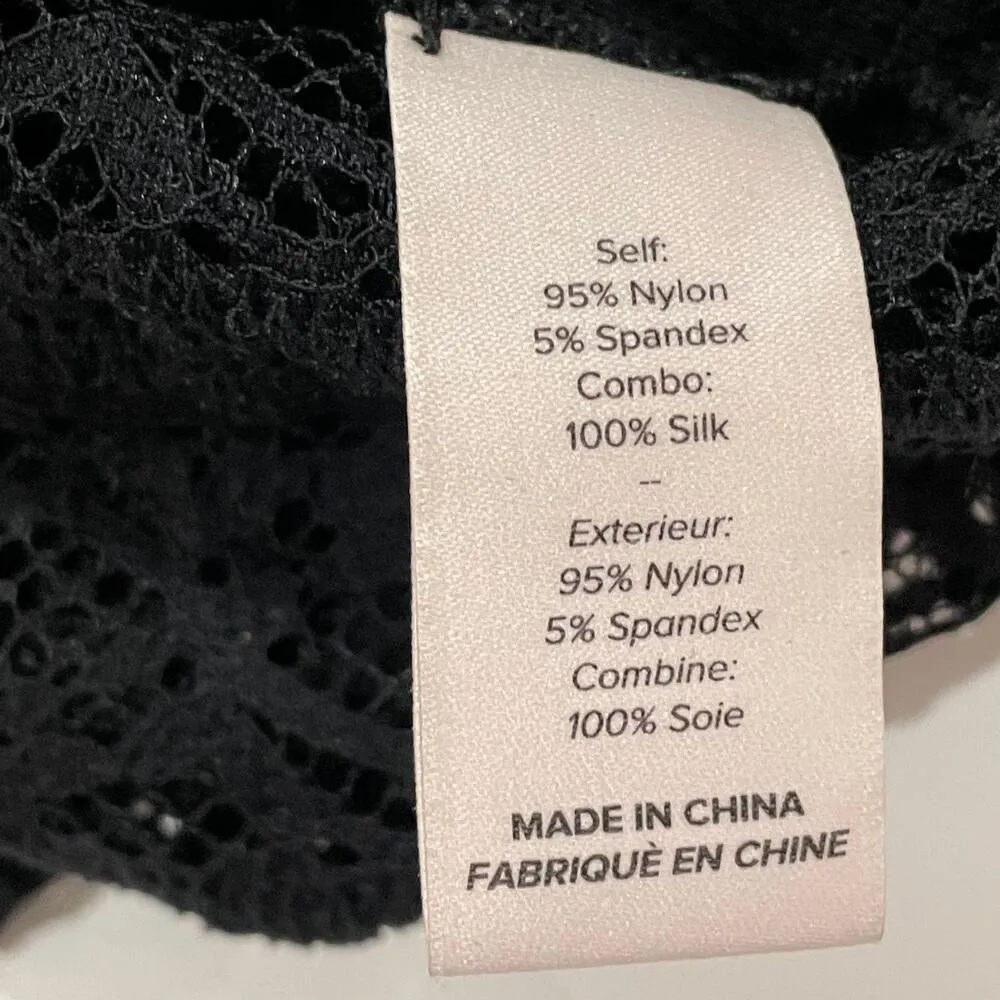 Self:
95% Nylon
5% Spandex
Combo:
100% Silk
--
Exterieur:
95% Nylon
5% Spandex
Combine:
100% Soie
MADE IN CHINA
FABRIQUÈ EN CHINE